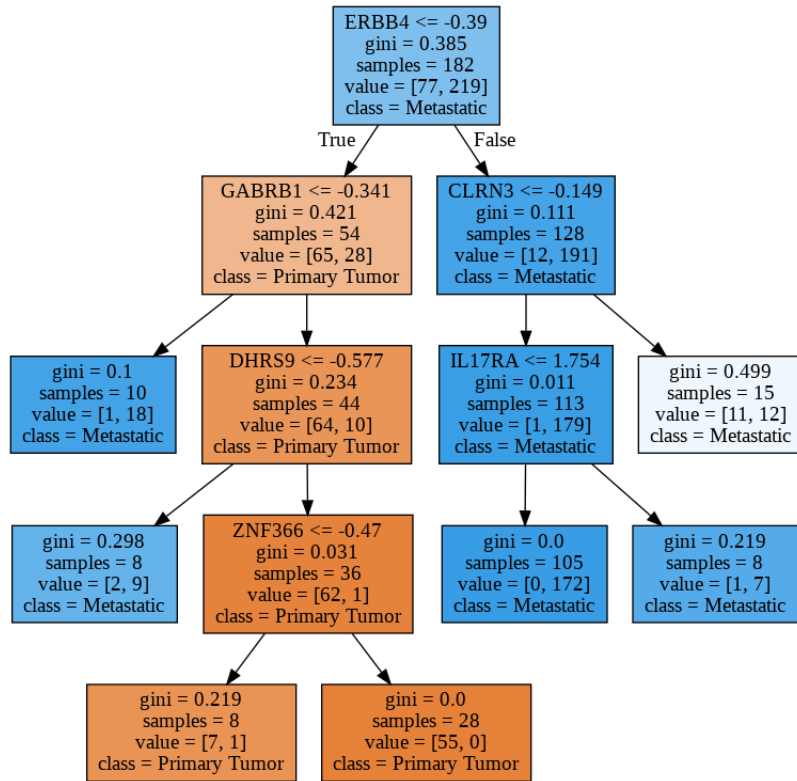 ERBB4 <= -0.39
gini = 0.385
samples = 182
value = [77, 219]
class = Metastatic
True
False
GABRB1 <= -0.341
gini = 0.421
samples = 54
value = [65, 28]
class = Primary Tumor
CLRN3 <= -0.149
gini = 0.111
samples = 128
value = [12, 191]
class = Metastatic
gini = 0.1
samples = 10
value = [1, 18]
class = Metastatic
DHRS9 <= -0.577
gini = 0.234
samples = 44
value = [64, 10]
class = Primary Tumor
IL17RA <= 1.754
gini = 0.011
samples = 113
value = [1, 179]
class = Metastatic
gini = 0.499
samples = 15
value = [11, 12]
class = Metastatic
gini = 0.298
samples = 8
value = [2, 9]
class = Metastatic
ZNF366 <= -0.47
gini = 0.031
samples = 36
value = [62, 1]
class = Primary Tumor
gini = 0.0
samples = 105
value = [0, 172]
class = Metastatic
gini = 0.219
samples = 8
value = [1, 7]
class = Metastatic
gini = 0.219
samples = 8
value = [7, 1]
class = Primary Tumor
gini = 0.0
samples = 28
value = [55, 0]
class = Primary Tumor